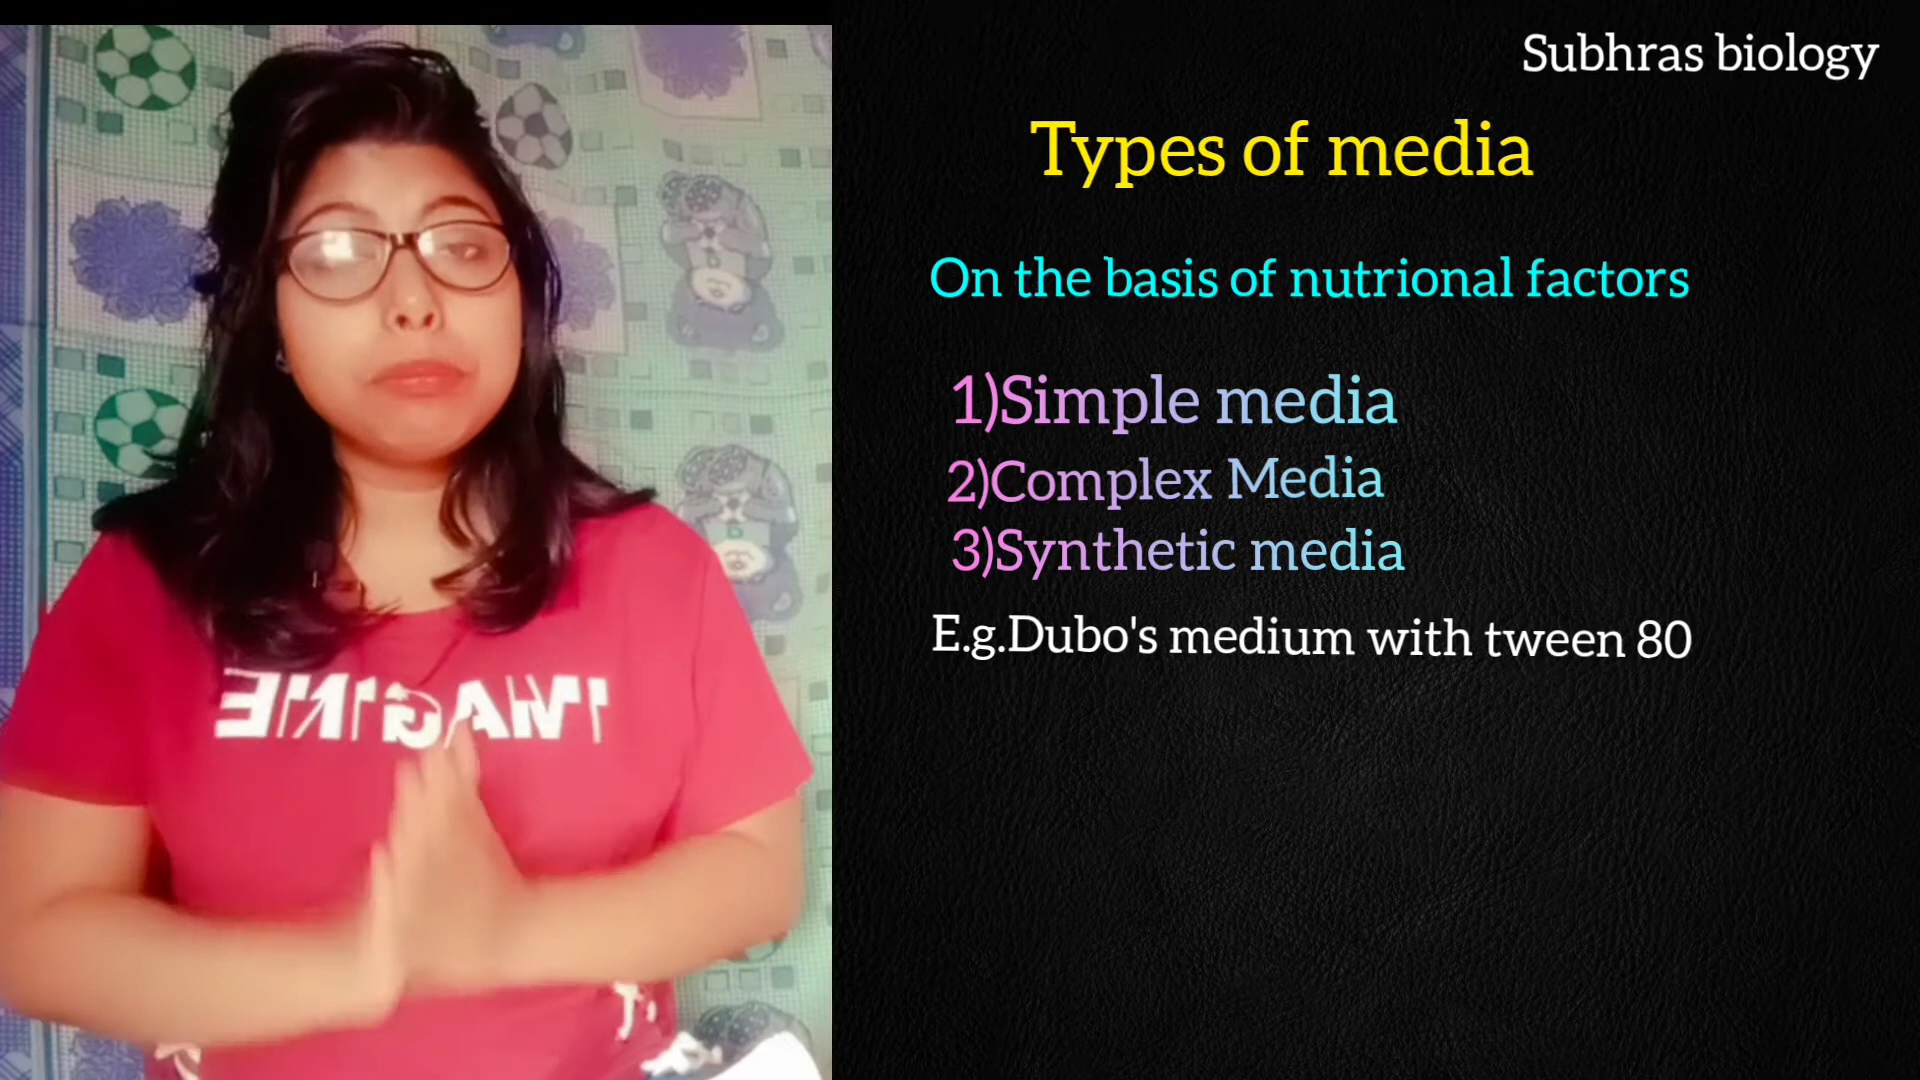 Subhras biology
Types of media
On the basis of nutrional factors
1)Simple media
2)Complex Media
3)Synthetic media
E.g.Dubo's medium with tween 80
IMAGINE